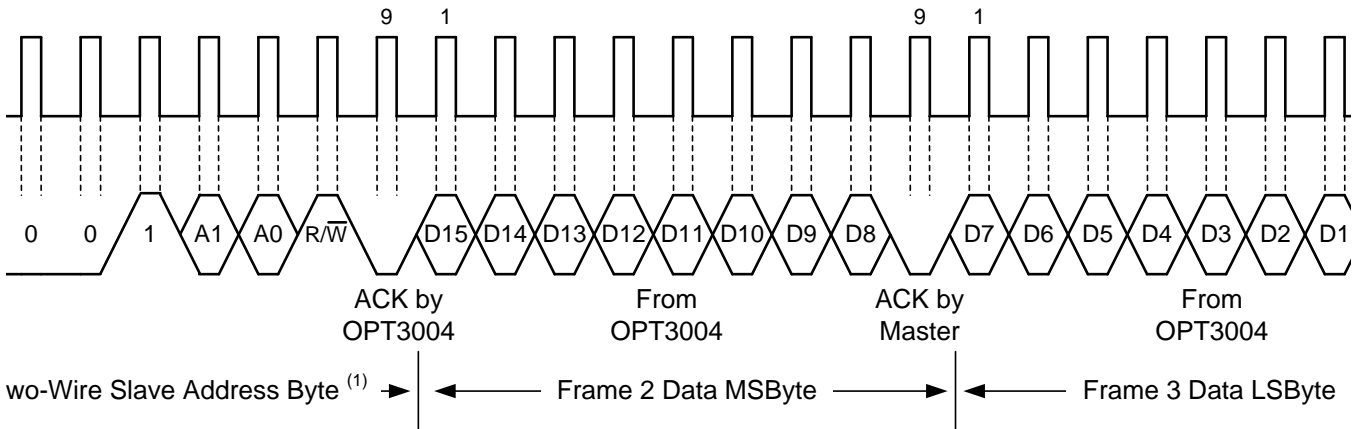 9 1 9 1
0 0 1 A1 A0 R/W̅ D15 D14 D13 D12 D11 D10 D9 D8 D7 D6 D5 D4 D3 D2 D1
ACK by From ACK by From
OPT3004 OPT3004 Master OPT3004
wo-Wire Slave Address Byte (1) Frame 2 Data MSByte Frame 3 Data LSByte